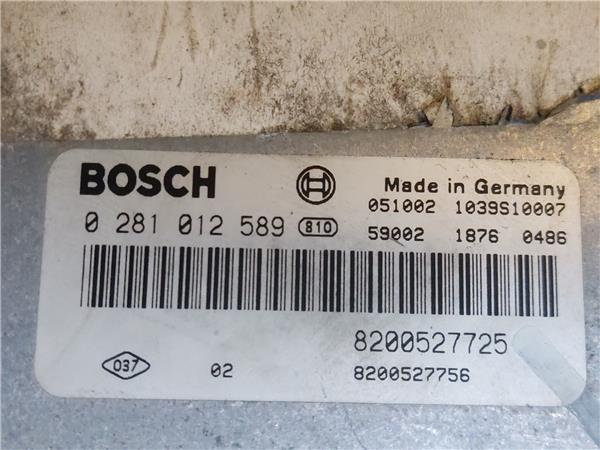 BOSCH
Made in Germany
0 281 012 589 810
051002 1039S10007
59002 1876 0486
8200527725
037 02 8200527756